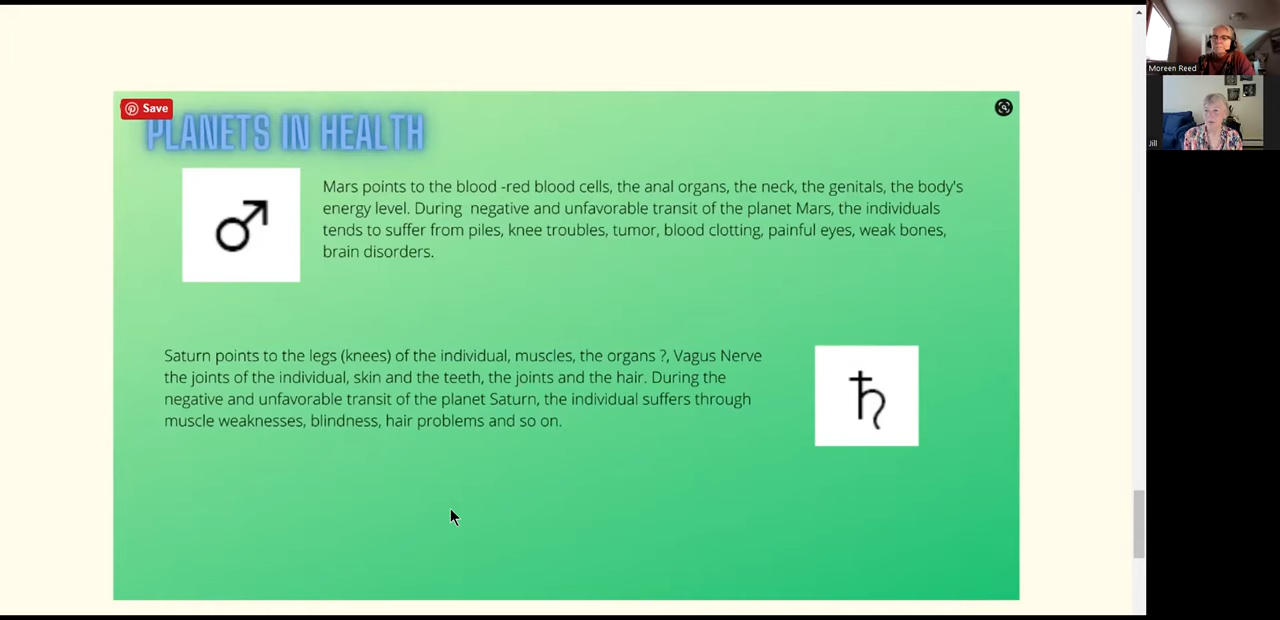 Save
PLANETS IN HEALTH
Mars points to the blood -red blood cells, the anal organs, the neck, the genitals, the body's
energy level. During  negative and unfavorable transit of the planet Mars, the individuals
tends to suffer from piles, knee troubles, tumor, blood clotting, painful eyes, weak bones,
brain disorders.
Saturn points to the legs (knees) of the individual, muscles, the organs ?, Vagus Nerve
the joints of the individual, skin and the teeth, the joints and the hair. During the
negative and unfavorable transit of the planet Saturn, the individual suffers through
muscle weaknesses, blindness, hair problems and so on.
Moreen Reed
Jill